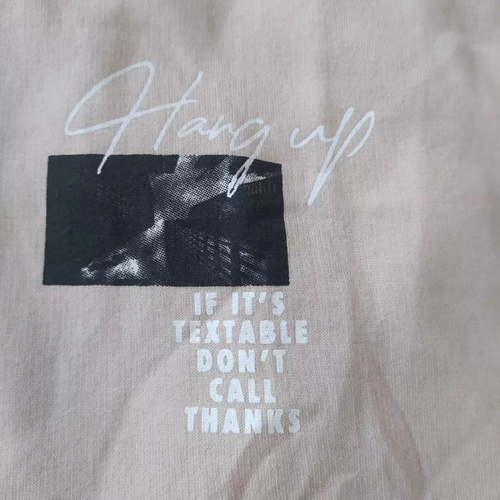 Hang up
IF IT'S
TEXTABLE
DON'T
CALL
THANKS